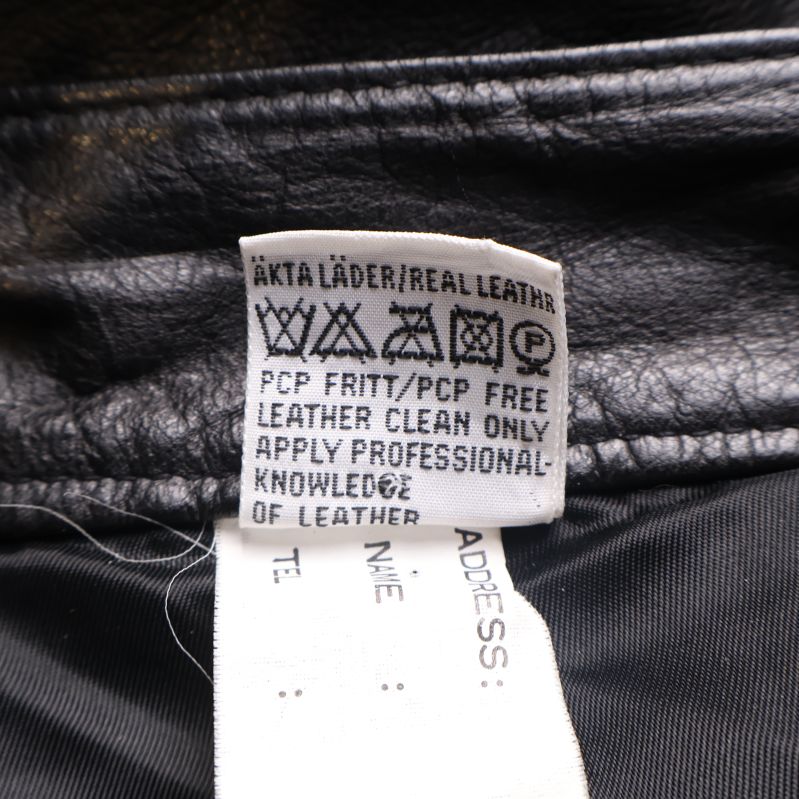 ÄKTA LÄDER/REAL LEATHR
P
PCP FRITT/PCP FREE
LEATHER CLEAN ONLY
APPLY PROFESSIONAL-
KNOWLEDGE
OF LEATHER
ADDRESS:
NAME :
TEL :